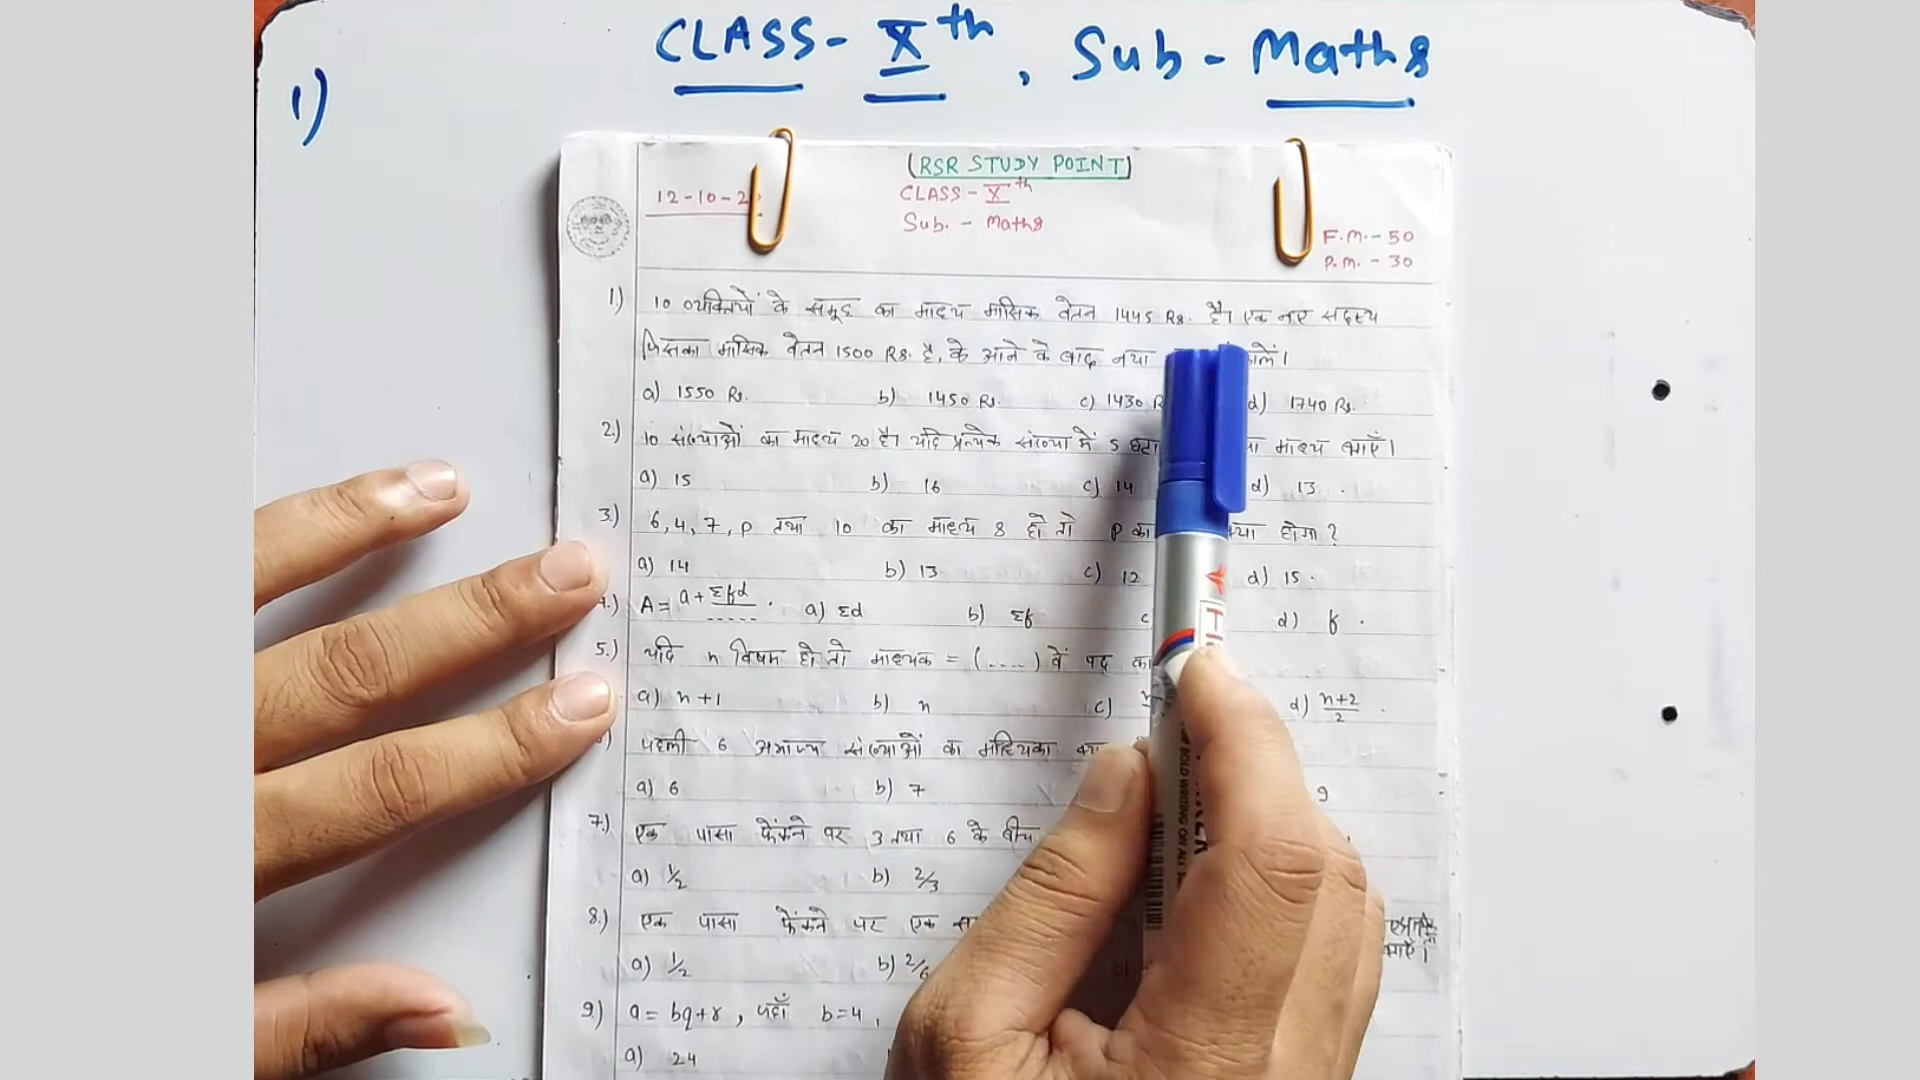 CLASS - Xth, Sub - Maths
1)
(RSR STUDY POINT)
12-10-2
CLASS - Xth
Sub. - Maths
F.M. - 50
P.M. - 30
1.) 10 व्यक्तियों के समूह का माध्य मासिक वेतन 1445 Rs. है। एक नए सदस्य
जिसका मासिक वेतन 1500 Rs. है, के आने के बाद नया
a) 1550 Rs. b) 1450 Rs. c) 1430 R d) 1740 Rs.
2.) 10 संख्याओं का माध्य 20 है। यदि प्रत्येक संख्या में 5 घटा माध्य बताएँ।
a) 15 b) 16 c) 14 d) 13 .
3.) 6, 4, 7, P तथा 10 का माध्य 8 हो तो P का होगा ?
a) 14 b) 13 c) 12 d) 15 .
4.) A = a + Σfd / ..... . a) Σd b) Σf c d) f .
5.) यदि n विषम हो तो माध्यक = (....) वें पद का
a) n+1 b) n c) d) n+2/2 .
) पहली 6 अभाज्य संख्याओं का मध्यिका
a) 6 b) 7 9
7.) एक पासा फेंकने पर 3 तथा 6 के बीच
a) 1/2 b) 2/3
8.) एक पासा फेंकने पर एक
a) 1/2 b) 2/6
9.) a = bq+r, जहाँ b=4,
a) 24